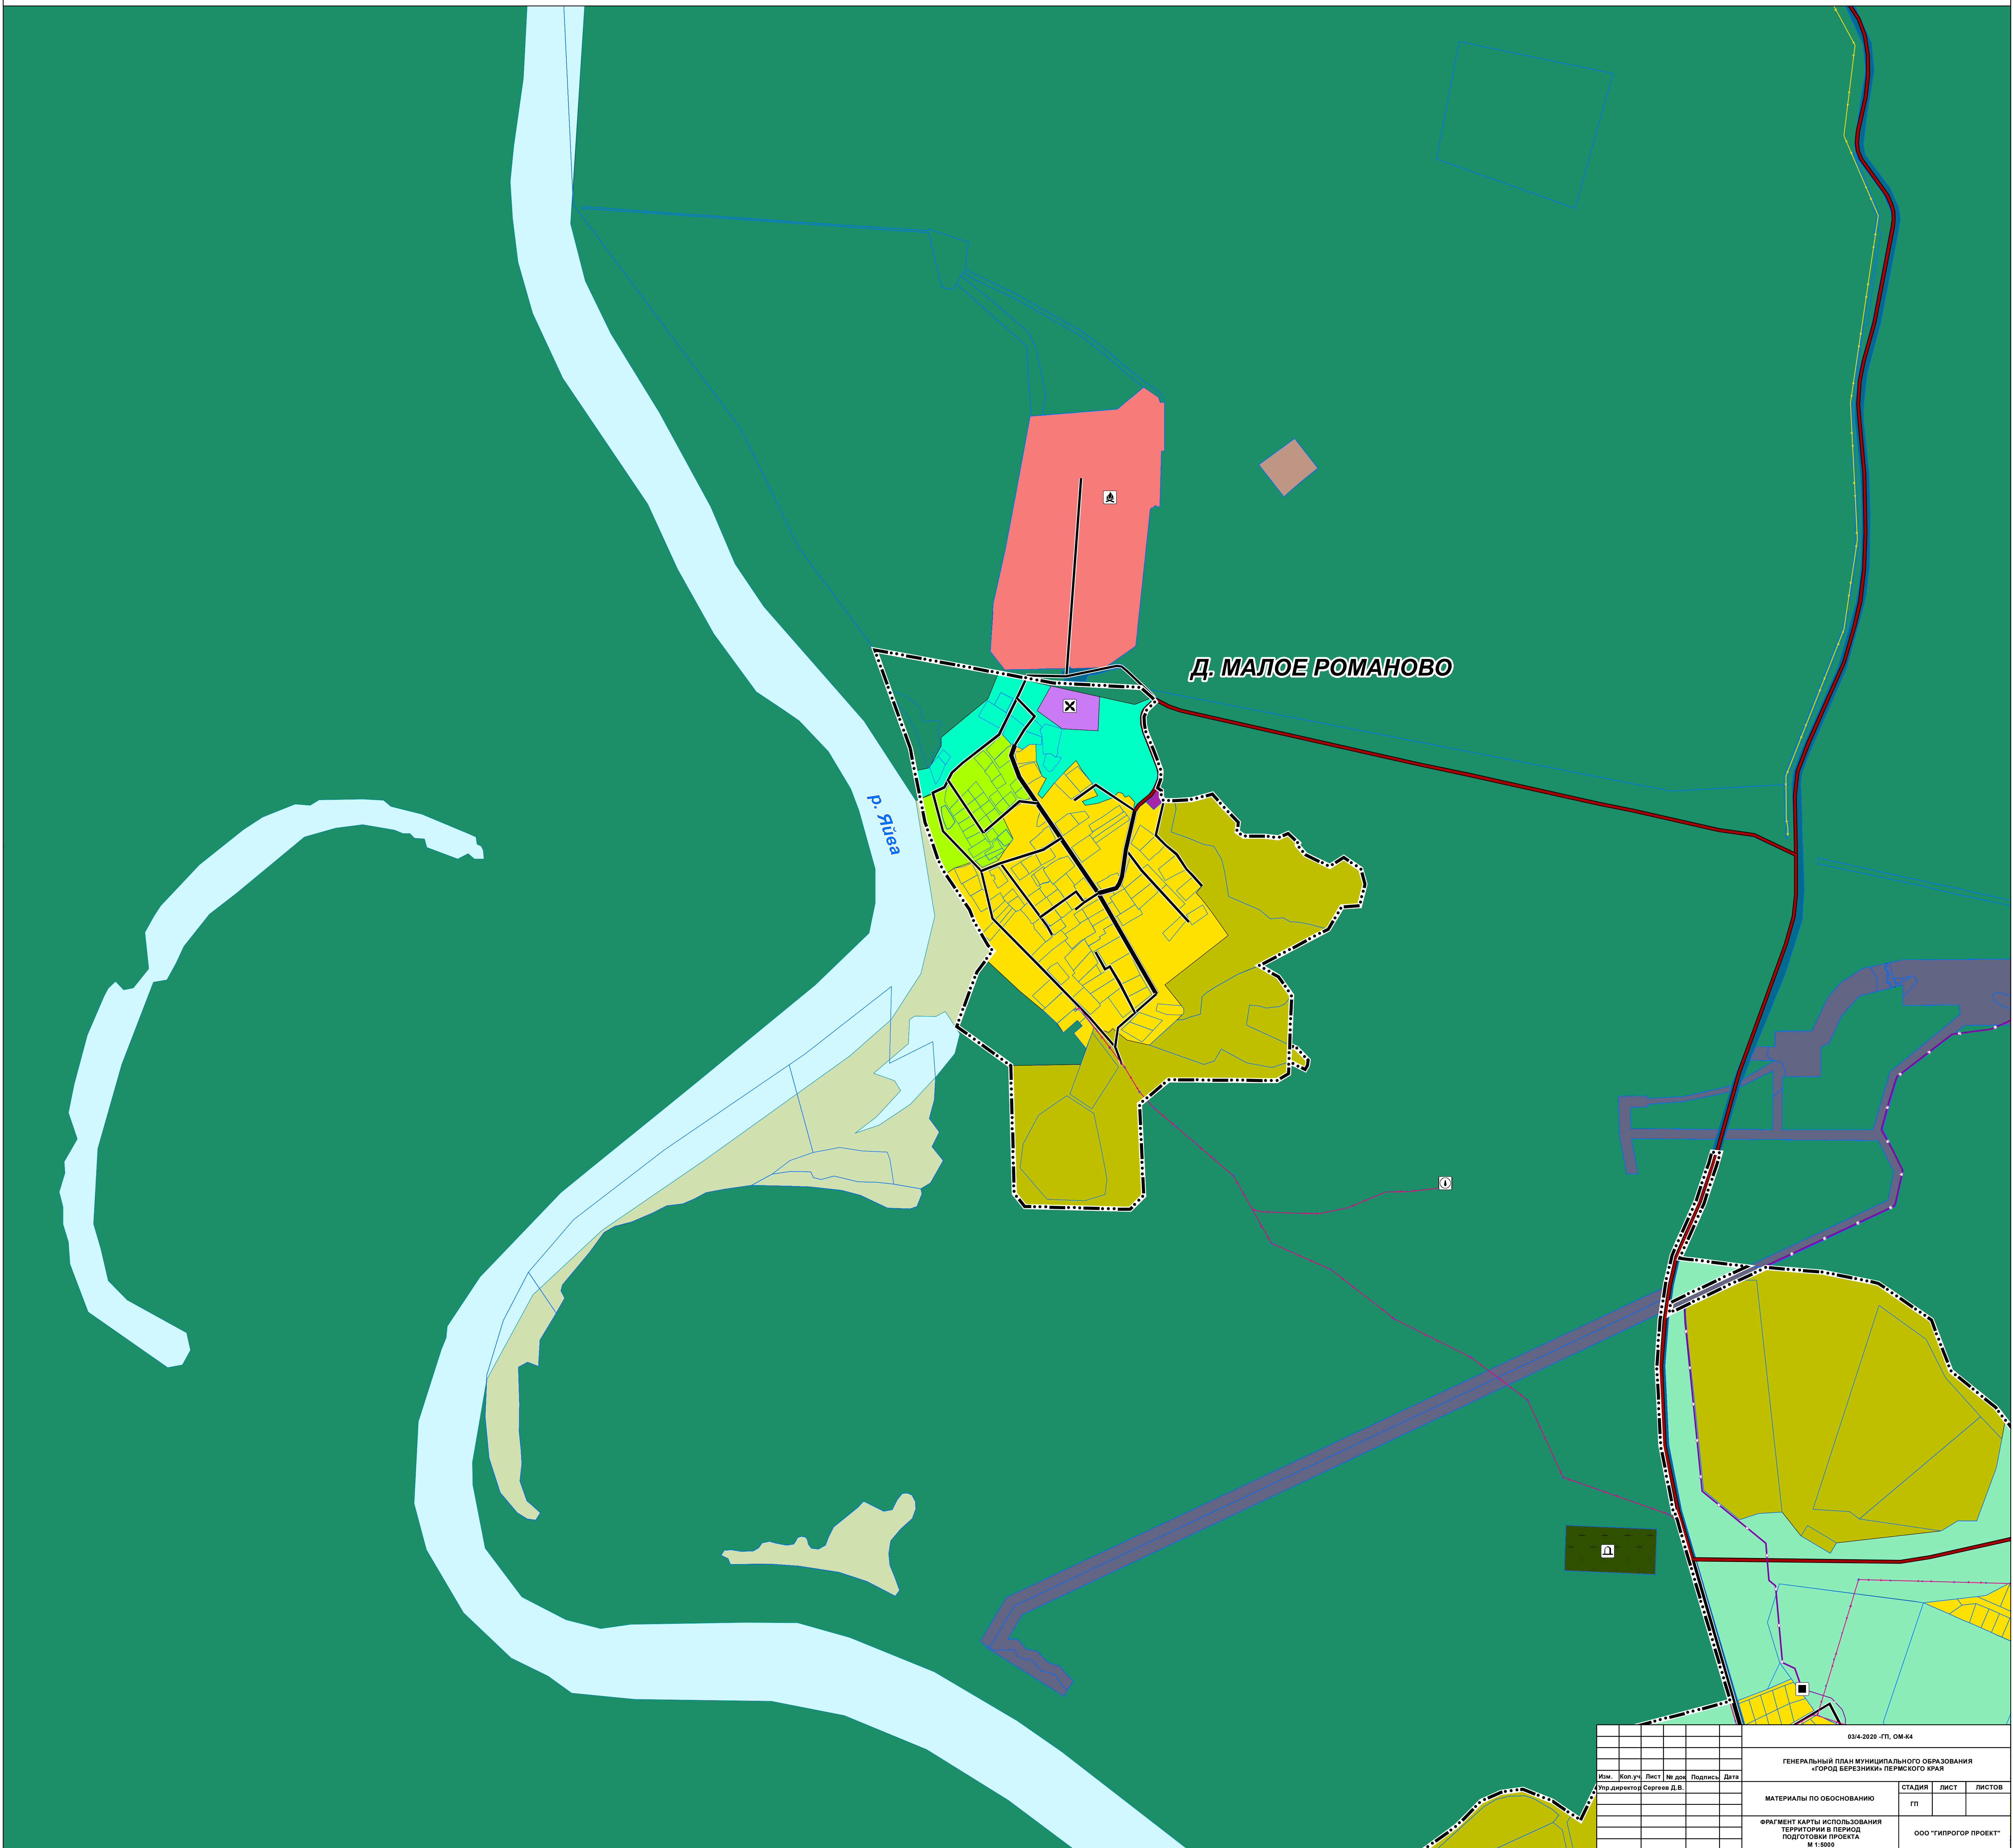 Д. МАЛОЕ РОМАНОВО
р. Яйва
03/4-2020 -ГП, ОМ-К4
ГЕНЕРАЛЬНЫЙ ПЛАН МУНИЦИПАЛЬНОГО ОБРАЗОВАНИЯ
«ГОРОД БЕРЕЗНИКИ» ПЕРМСКОГО КРАЯ
Изм. Кол.уч Лист № док Подпись Дата
Упр.директор Сергеев Д.В.
МАТЕРИАЛЫ ПО ОБОСНОВАНИЮ
СТАДИЯ ЛИСТ ЛИСТОВ
ГП
ФРАГМЕНТ КАРТЫ ИСПОЛЬЗОВАНИЯ
ТЕРРИТОРИИ В ПЕРИОД
ПОДГОТОВКИ ПРОЕКТА
М 1:5000
ООО "ГИПРОГОР ПРОЕКТ"